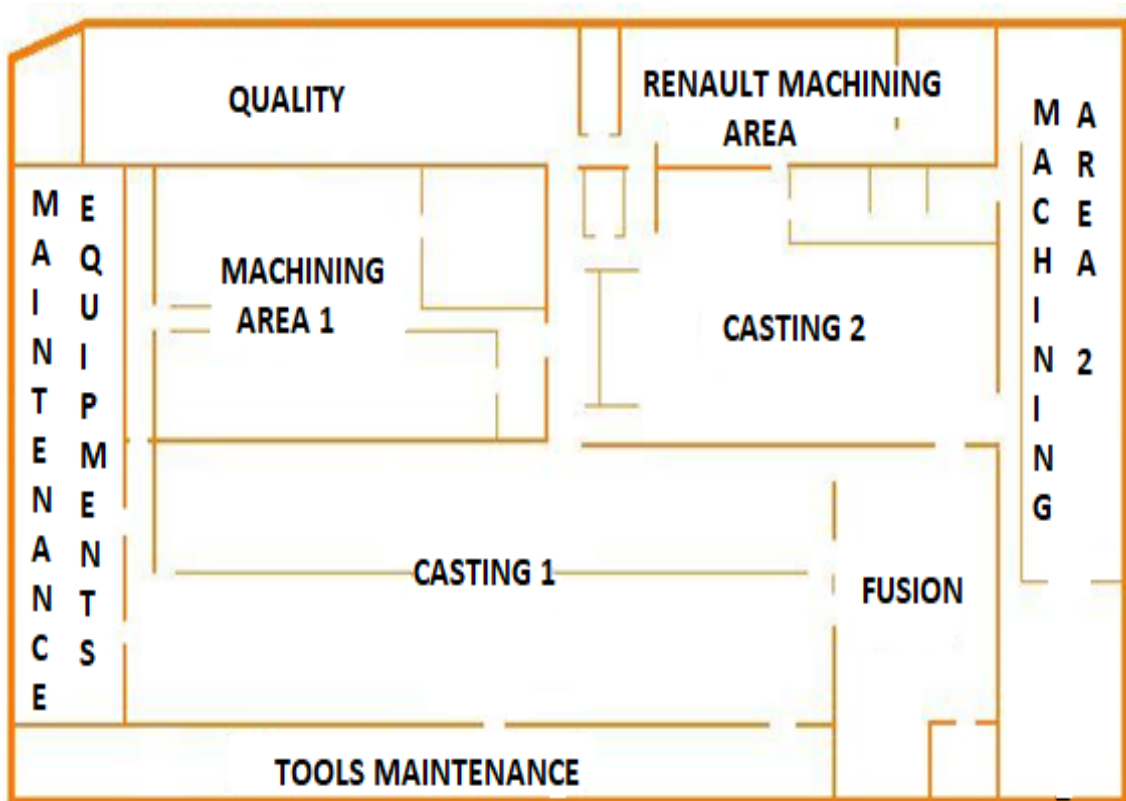 QUALITY
RENAULT MACHINING
AREA
MACHINING
AREA 2
MAINTENANCE
EQUIPMENTS
MACHINING
AREA 1
CASTING 2
CASTING 1
FUSION
TOOLS MAINTENANCE